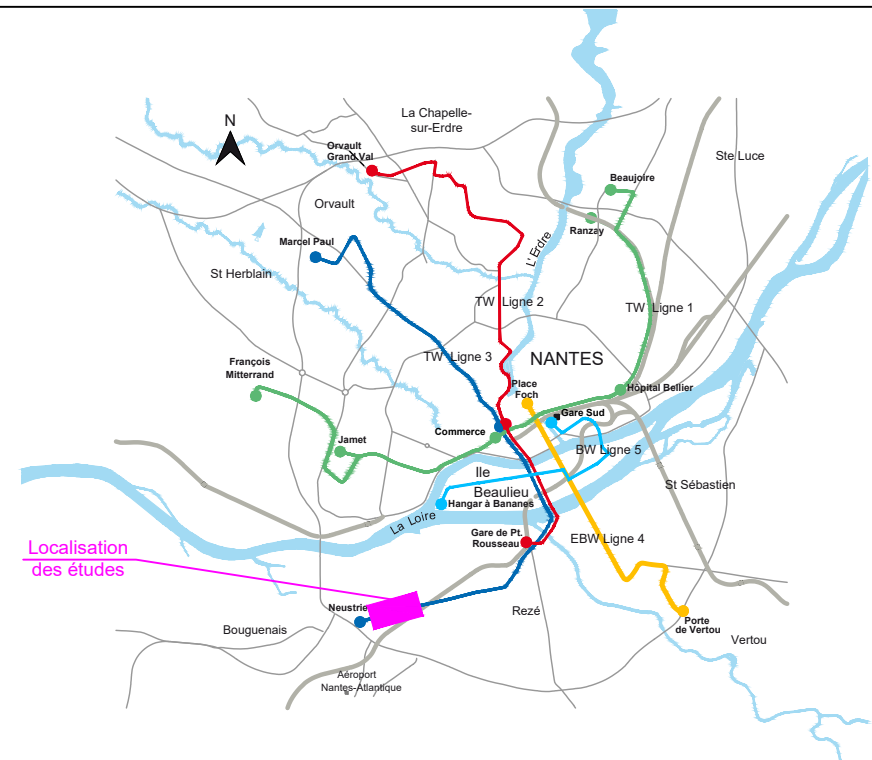 La Chapelle-
sur-Erdre
N
Orvault
Grand Val
Ste Luce
Beaujoire
Orvault
Ranzay
L'Erdre
Marcel Paul
St Herblain
TW Ligne 2
TW Ligne 1
TW Ligne 3
NANTES
François
Mitterrand
Place
Foch
Hôpital Bellier
Gare Sud
Commerce
Jamet
BW Ligne 5
Ile
Beaulieu
St Sébastien
Hangar à Bananes
La Loire
Gare de Pt.
Rousseau
EBW Ligne 4
Localisation
des études
Neustrie
Rezé
Porte
de Vertou
Bouguenais
Vertou
Aéroport
Nantes-Atlantique